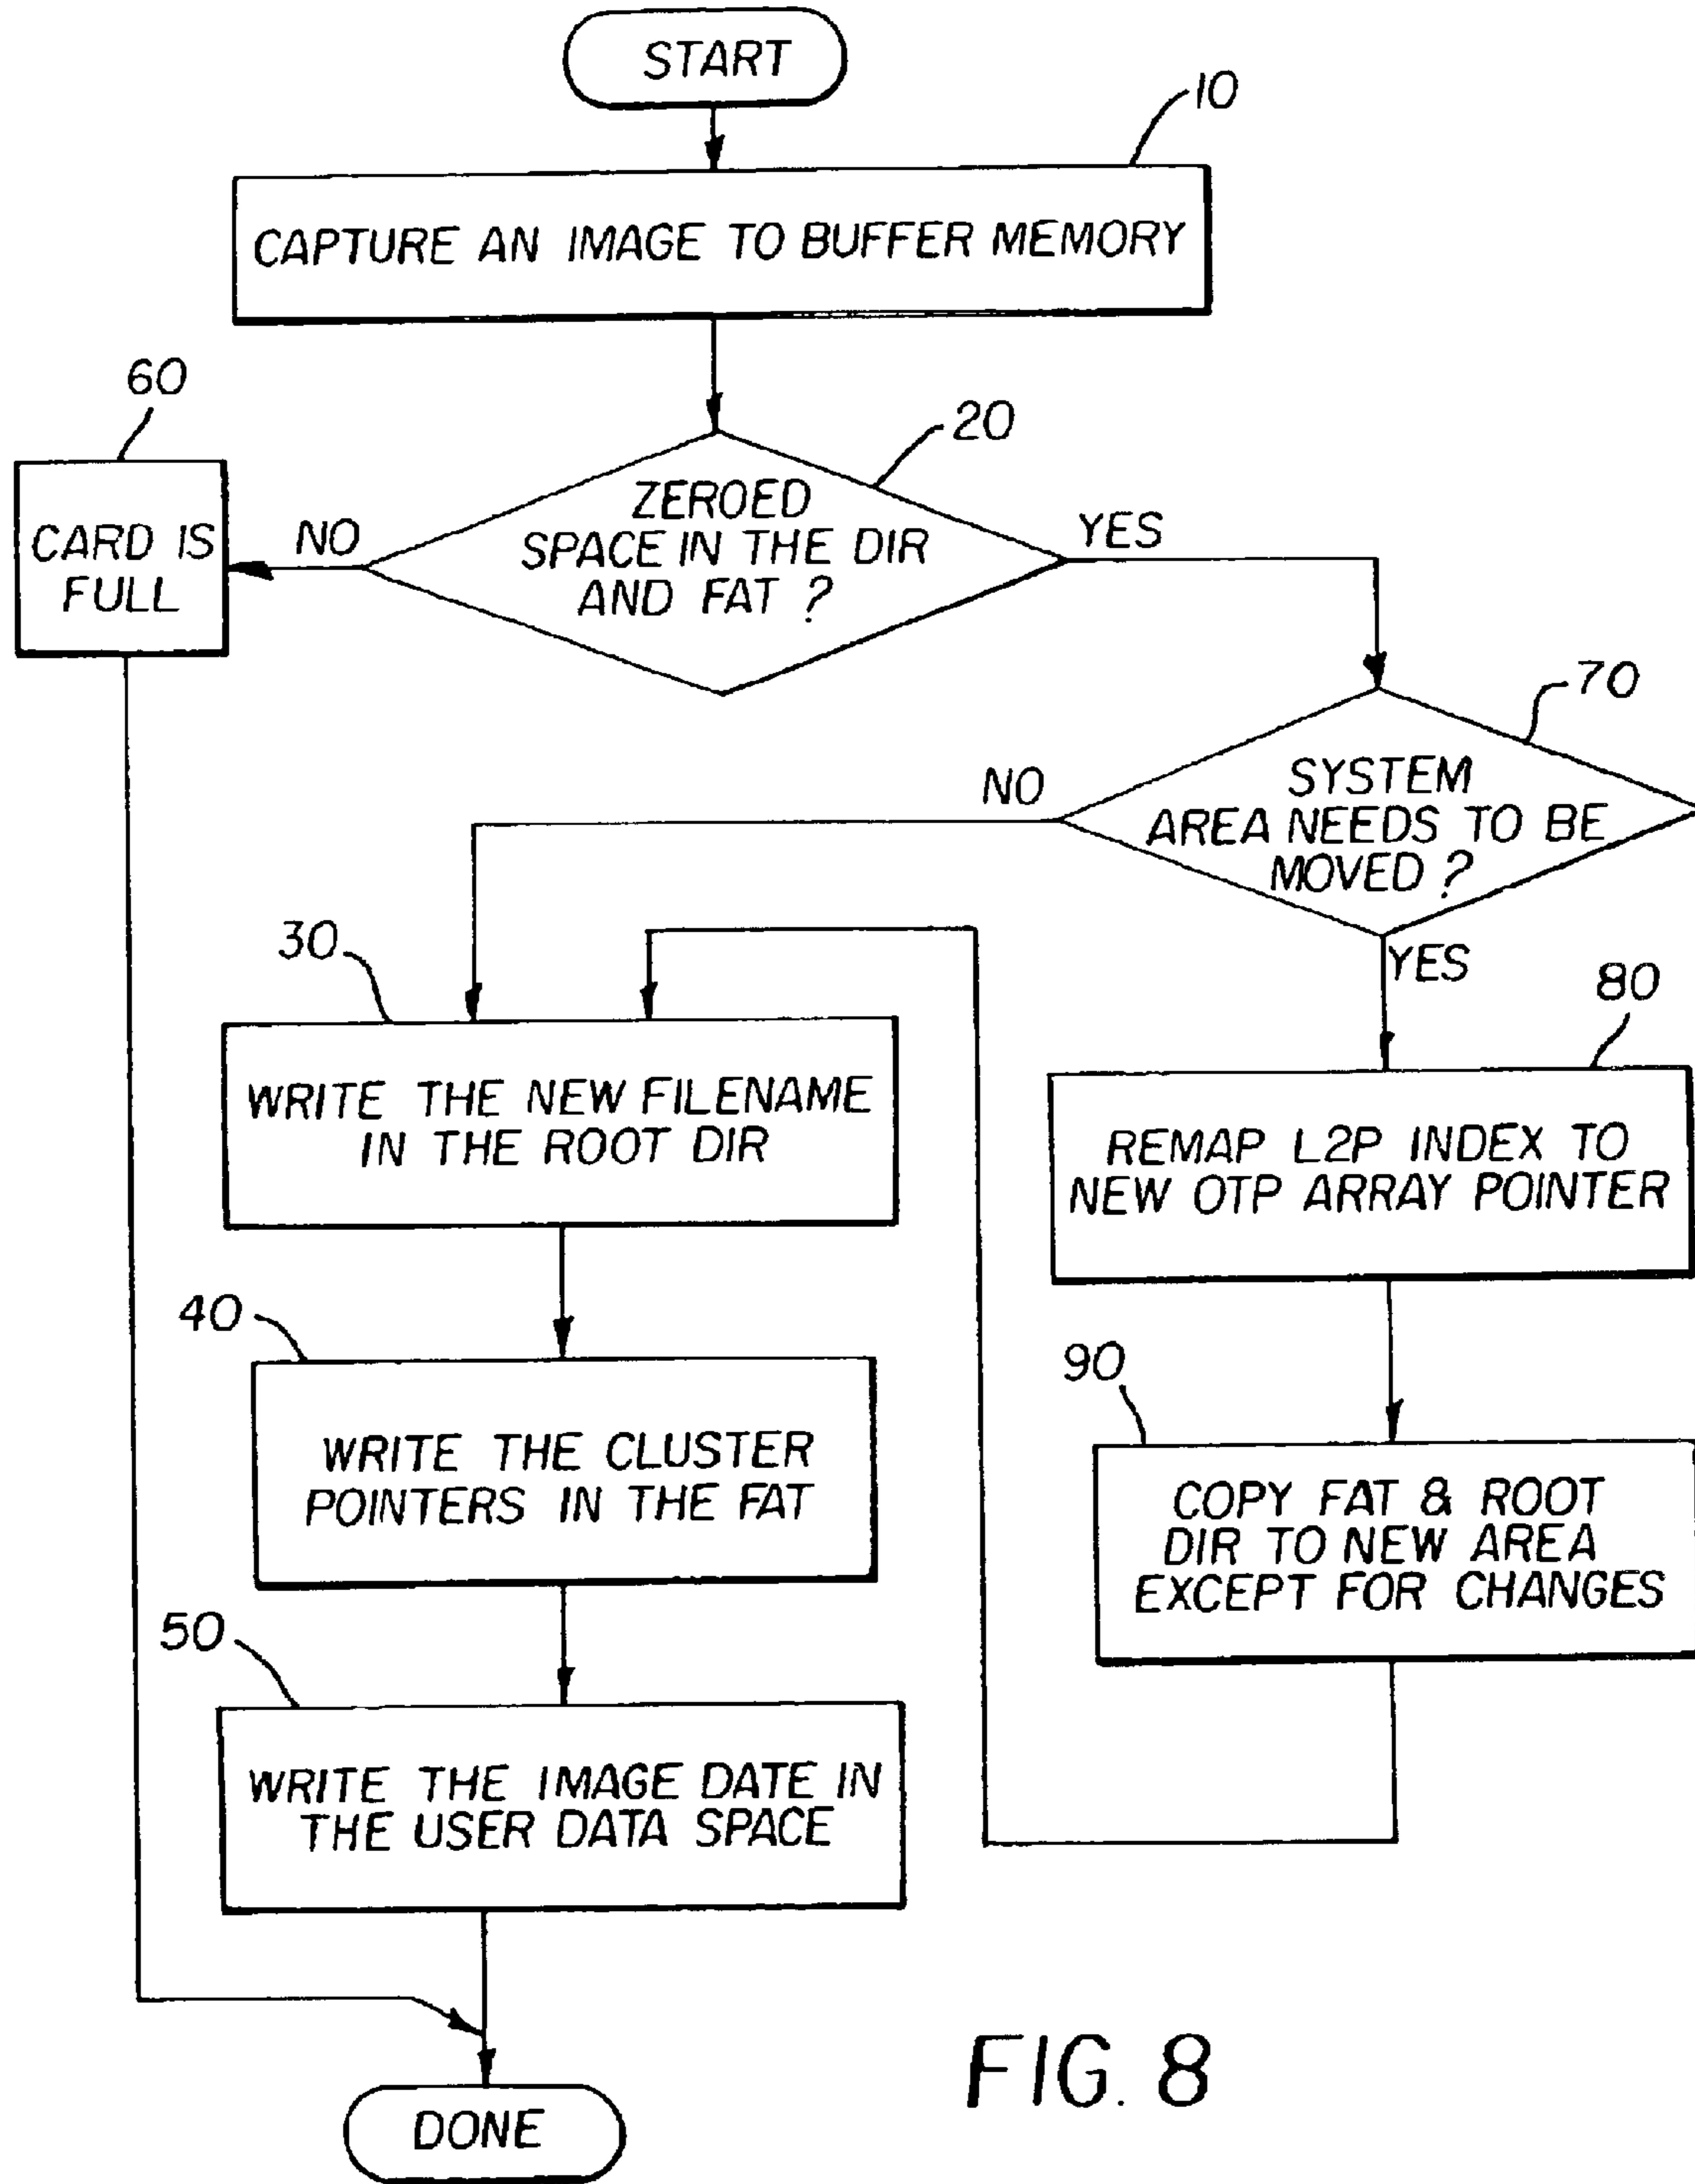 START
10
CAPTURE AN IMAGE TO BUFFER MEMORY
60
20
CARD IS
FULL
NO
ZEROED
SPACE IN THE DIR
AND FAT ?
YES
70
NO
SYSTEM
AREA NEEDS TO BE
MOVED ?
YES
30
80
WRITE THE NEW FILENAME
IN THE ROOT DIR
REMAP L2P INDEX TO
NEW OTP ARRAY POINTER
40
90
WRITE THE CLUSTER
POINTERS IN THE FAT
COPY FAT & ROOT
DIR TO NEW AREA
EXCEPT FOR CHANGES
50
WRITE THE IMAGE DATE IN
THE USER DATA SPACE
DONE
FIG. 8